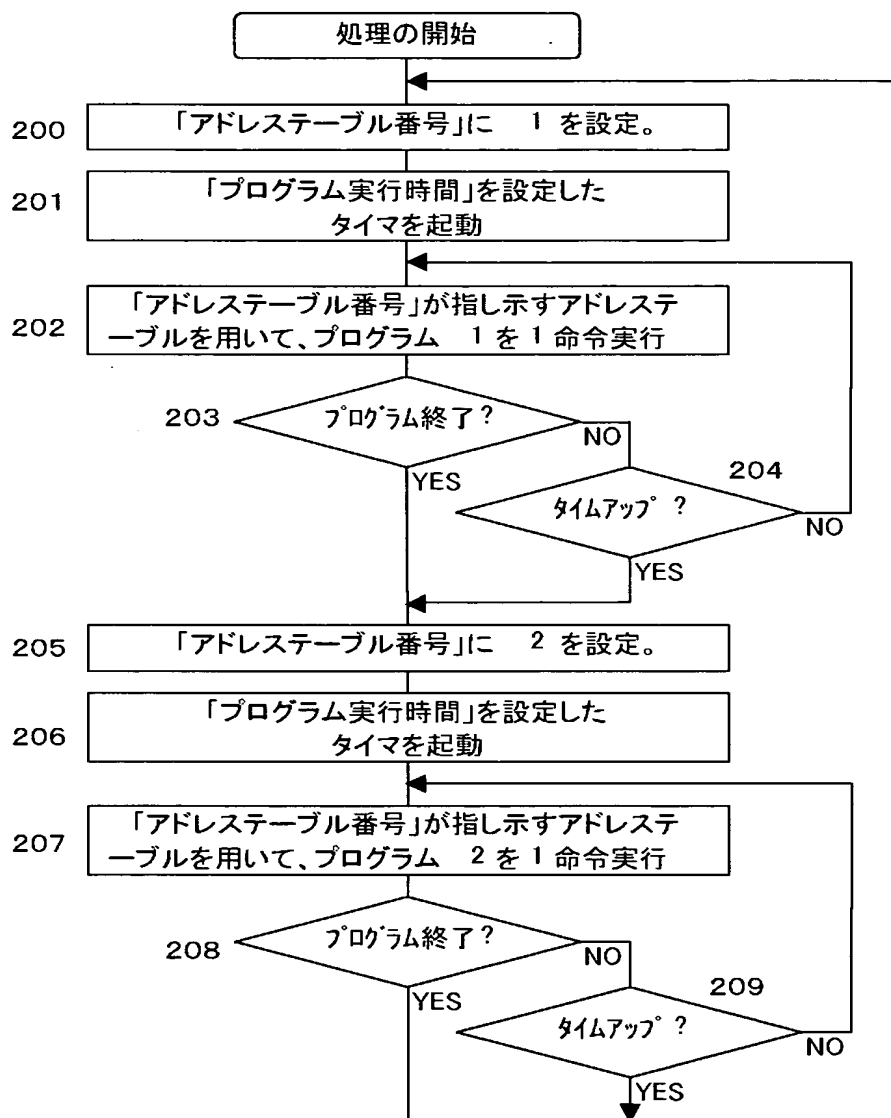 処理の開始
200
「アドレステーブル番号」に 1 を設定。
201
「プログラム実行時間」を設定した
タイマを起動
202
「アドレステーブル番号」が指し示すアドレステ
ーブルを用いて、プログラム 1 を 1 命令実行
203
プログラム終了?
NO
YES
204
タイムアップ?
NO
YES
205
「アドレステーブル番号」に 2 を設定。
206
「プログラム実行時間」を設定した
タイマを起動
207
「アドレステーブル番号」が指し示すアドレステ
ーブルを用いて、プログラム 2 を 1 命令実行
208
プログラム終了?
NO
YES
209
タイムアップ?
NO
YES